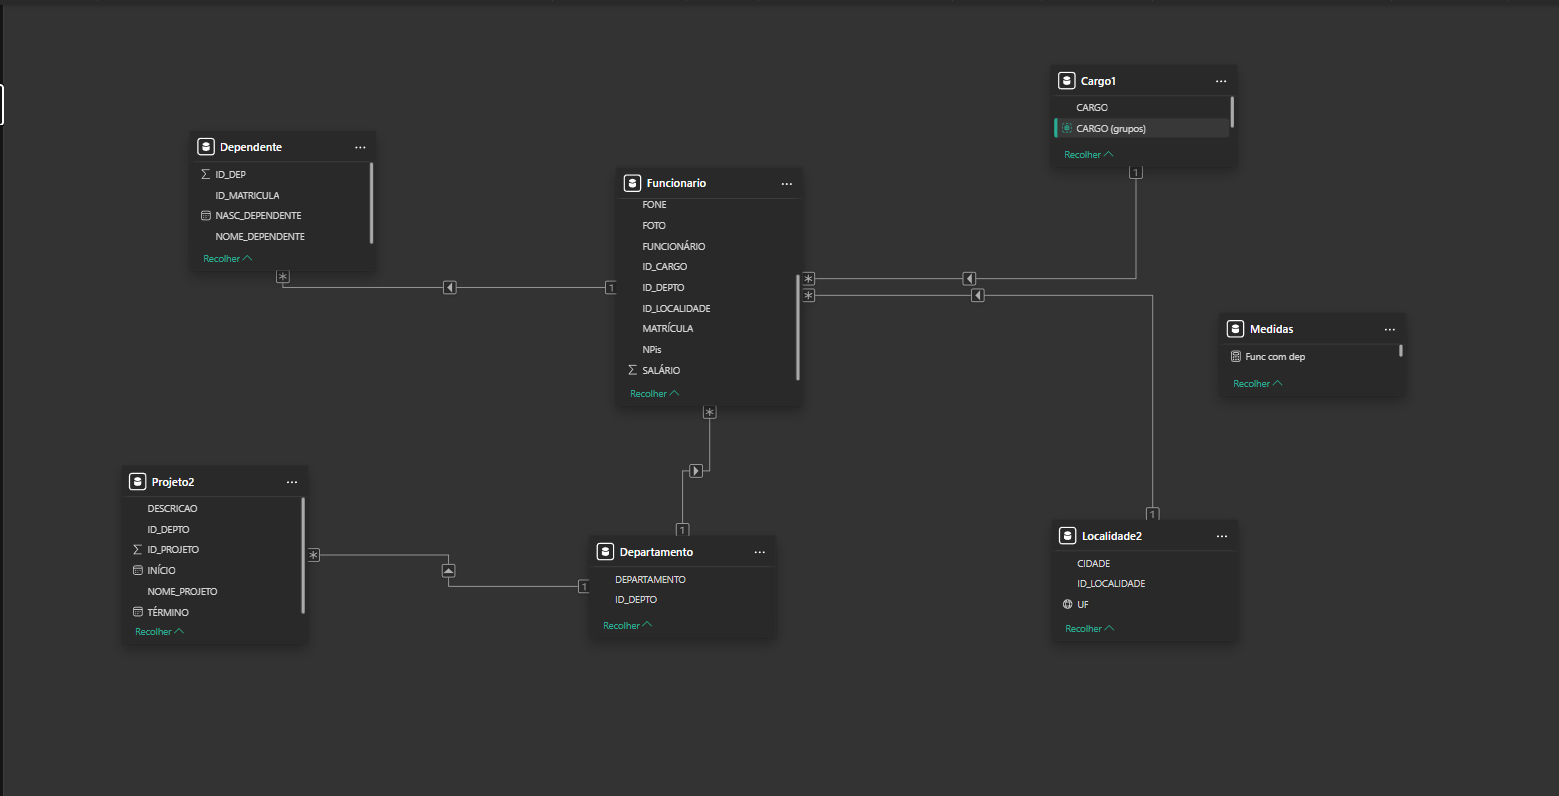 Dependente
ID_DEP
ID_MATRICULA
NASC_DEPENDENTE
NOME_DEPENDENTE
Recolher
*
1
Funcionario
FONE
FOTO
FUNCIONÁRIO
ID_CARGO
ID_DEPTO
ID_LOCALIDADE
MATRÍCULA
NPis
SALÁRIO
Recolher
*
*
*
Cargo1
CARGO
CARGO (grupos)
Recolher
1
Medidas
Func com dep
Recolher
Projeto2
DESCRICAO
ID_DEPTO
ID_PROJETO
INÍCIO
NOME_PROJETO
TÉRMINO
Recolher
*
1
1
Departamento
DEPARTAMENTO
ID_DEPTO
Recolher
1
Localidade2
CIDADE
ID_LOCALIDADE
UF
Recolher